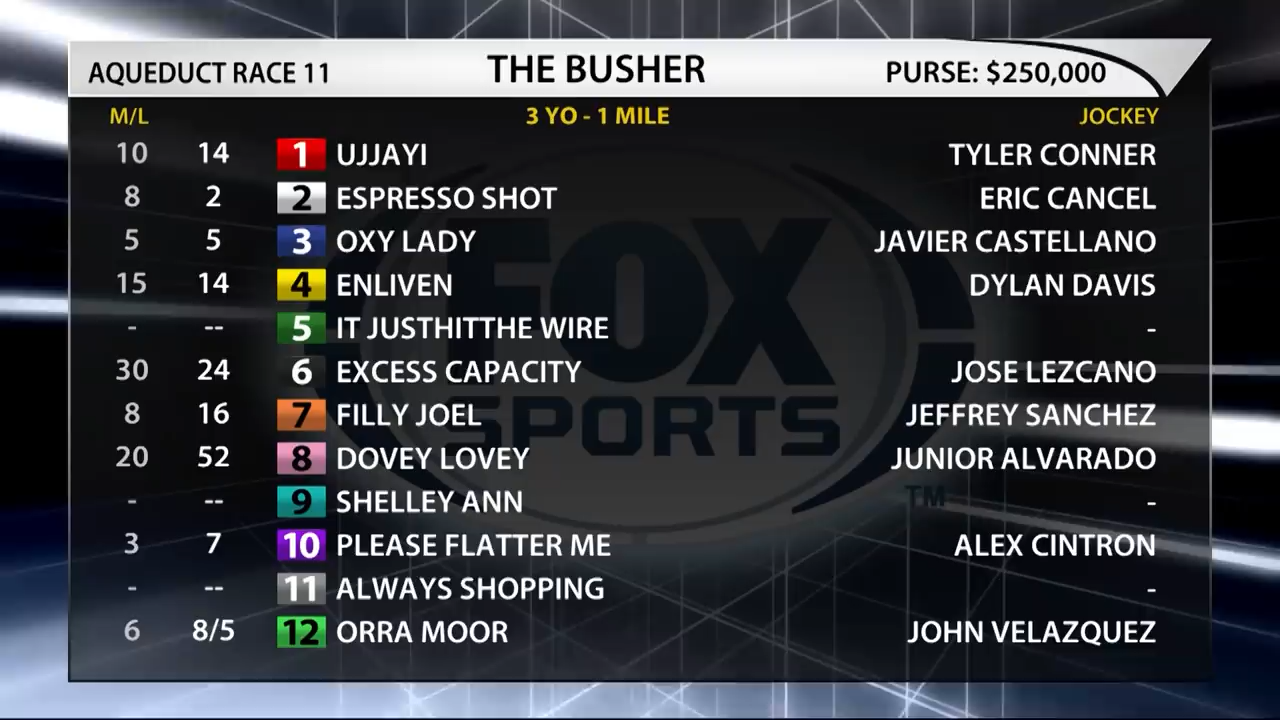 AQUEDUCT RACE 11 THE BUSHER PURSE: $250,000
M/L 3 YO - 1 MILE JOCKEY
10 14 1 UJJAYI TYLER CONNER
8 2 2 ESPRESSO SHOT ERIC CANCEL
5 5 3 OXY LADY JAVIER CASTELLANO
15 14 4 ENLIVEN DYLAN DAVIS
- -- 5 IT JUSTHITTHE WIRE -
30 24 6 EXCESS CAPACITY JOSE LEZCANO
8 16 7 FILLY JOEL JEFFREY SANCHEZ
20 52 8 DOVEY LOVEY JUNIOR ALVARADO
- -- 9 SHELLEY ANN -
3 7 10 PLEASE FLATTER ME ALEX CINTRON
- -- 11 ALWAYS SHOPPING -
6 8/5 12 ORRA MOOR JOHN VELAZQUEZ
FOX
SPORTS
TM